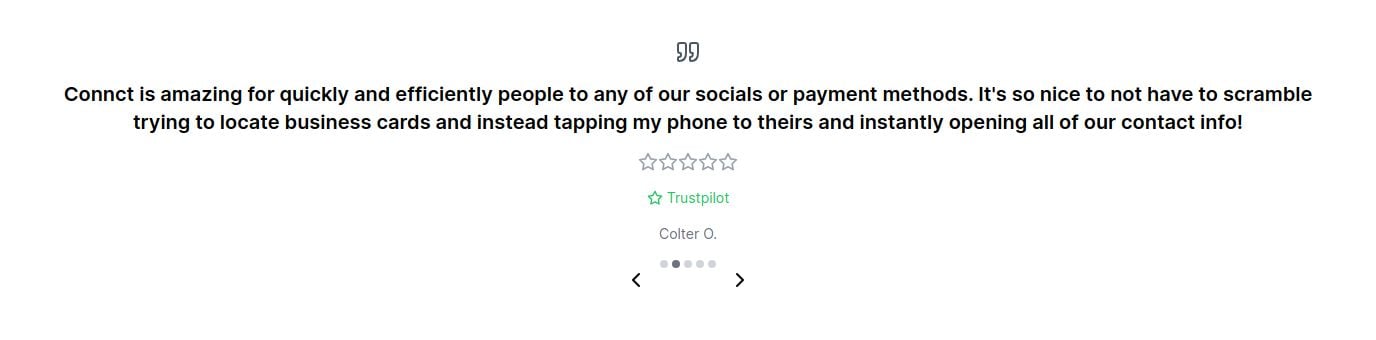 Connct is amazing for quickly and efficiently people to any of our socials or payment methods. It's so nice to not have to scramble
trying to locate business cards and instead tapping my phone to theirs and instantly opening all of our contact info!
Trustpilot
Colter O.